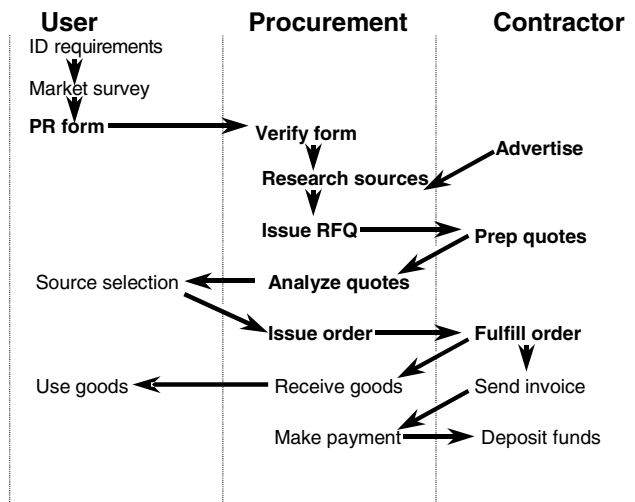 User Procurement Contractor
ID requirements
Market survey
PR form
Verify form
Advertise
Research sources
Issue RFQ
Prep quotes
Source selection
Analyze quotes
Issue order
Fulfill order
Use goods
Receive goods
Send invoice
Make payment
Deposit funds